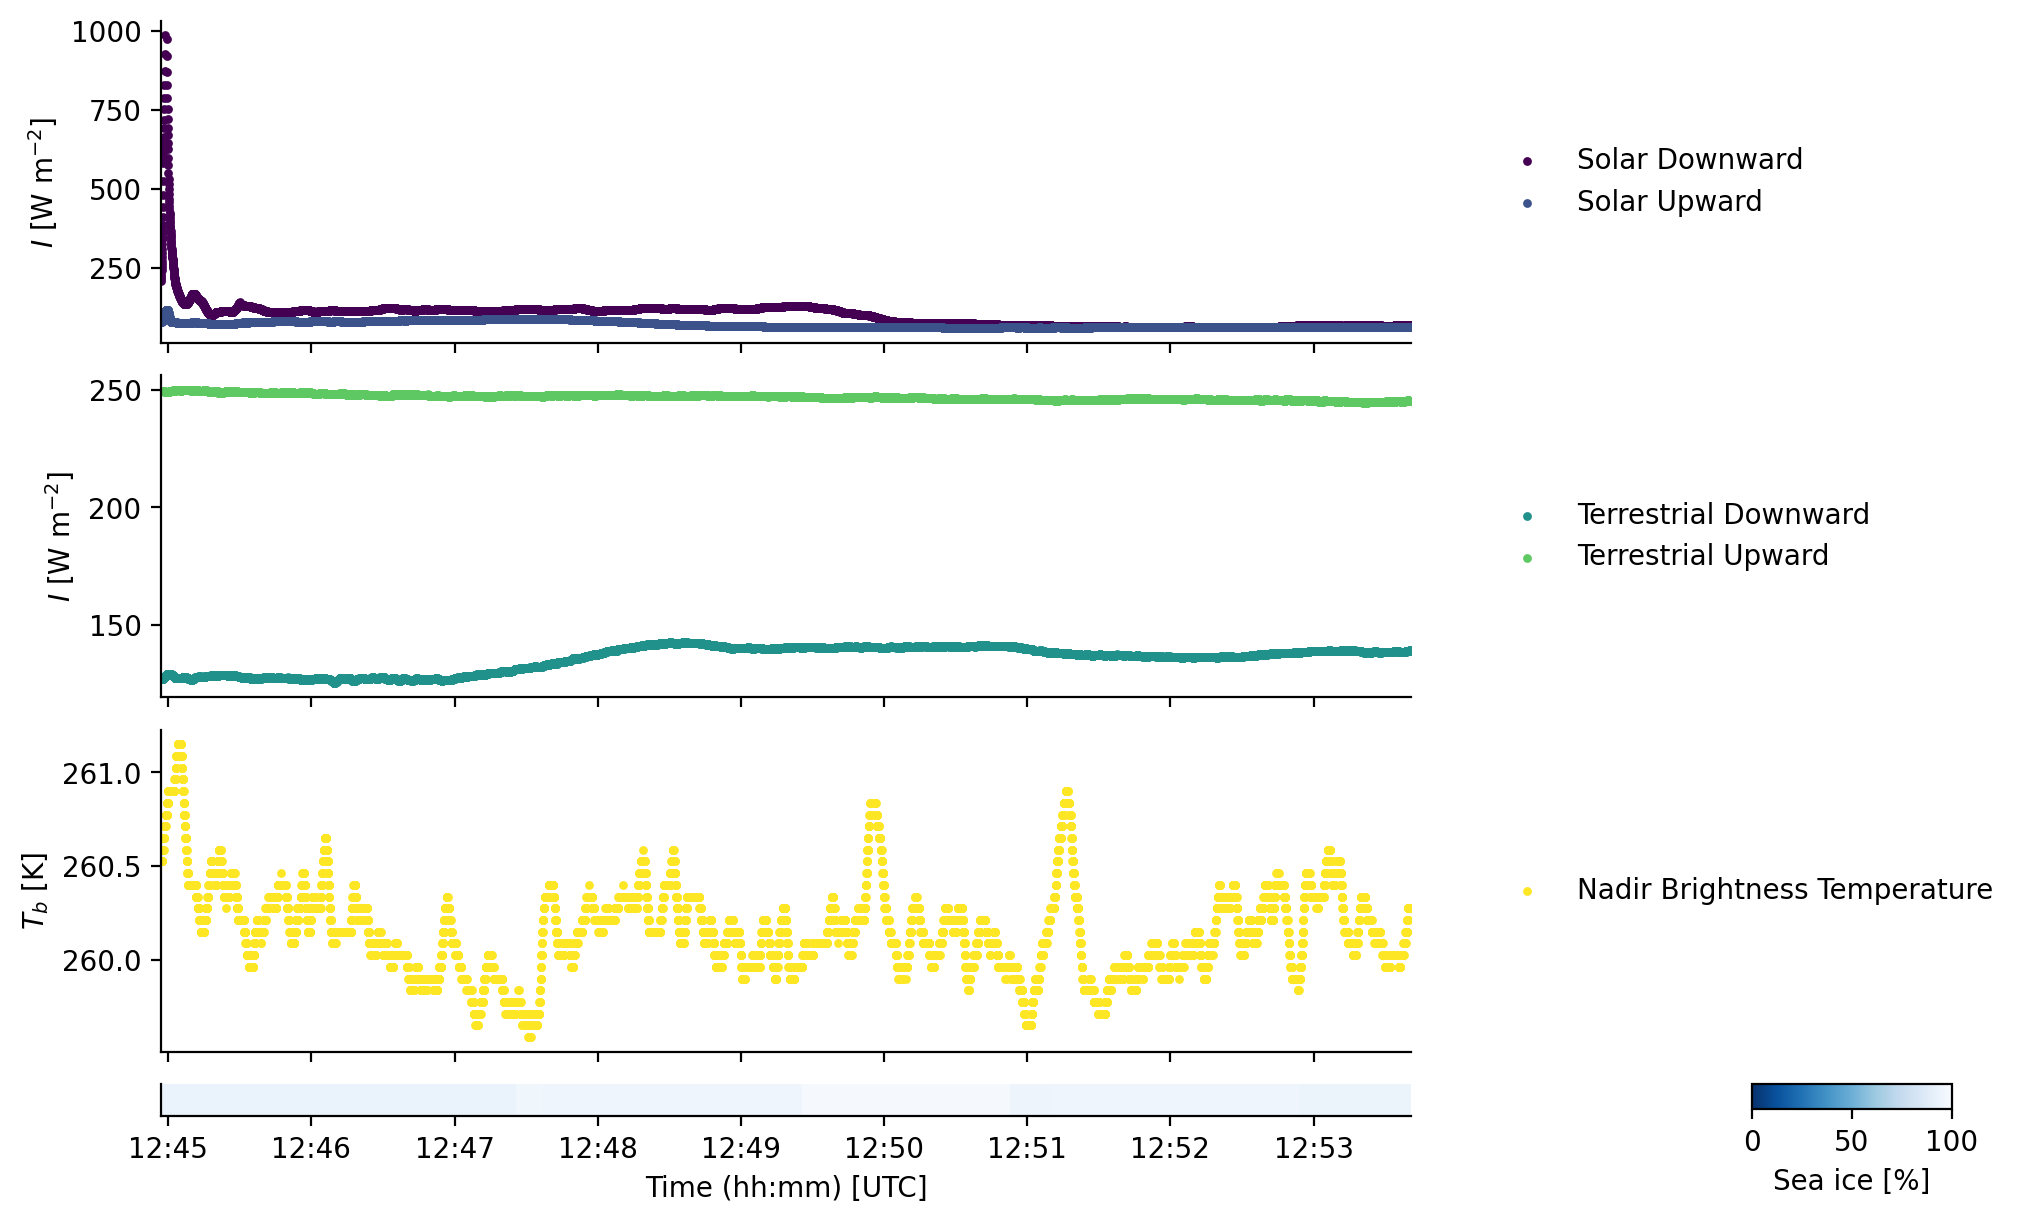 1000
750
500
250
I [W m⁻²]
Solar Downward
Solar Upward
250
200
150
I [W m⁻²]
Terrestrial Downward
Terrestrial Upward
261.0
260.5
260.0
T_b [K]
Nadir Brightness Temperature
12:45 12:46 12:47 12:48 12:49 12:50 12:51 12:52 12:53
Time (hh:mm) [UTC]
0 50 100
Sea ice [%]